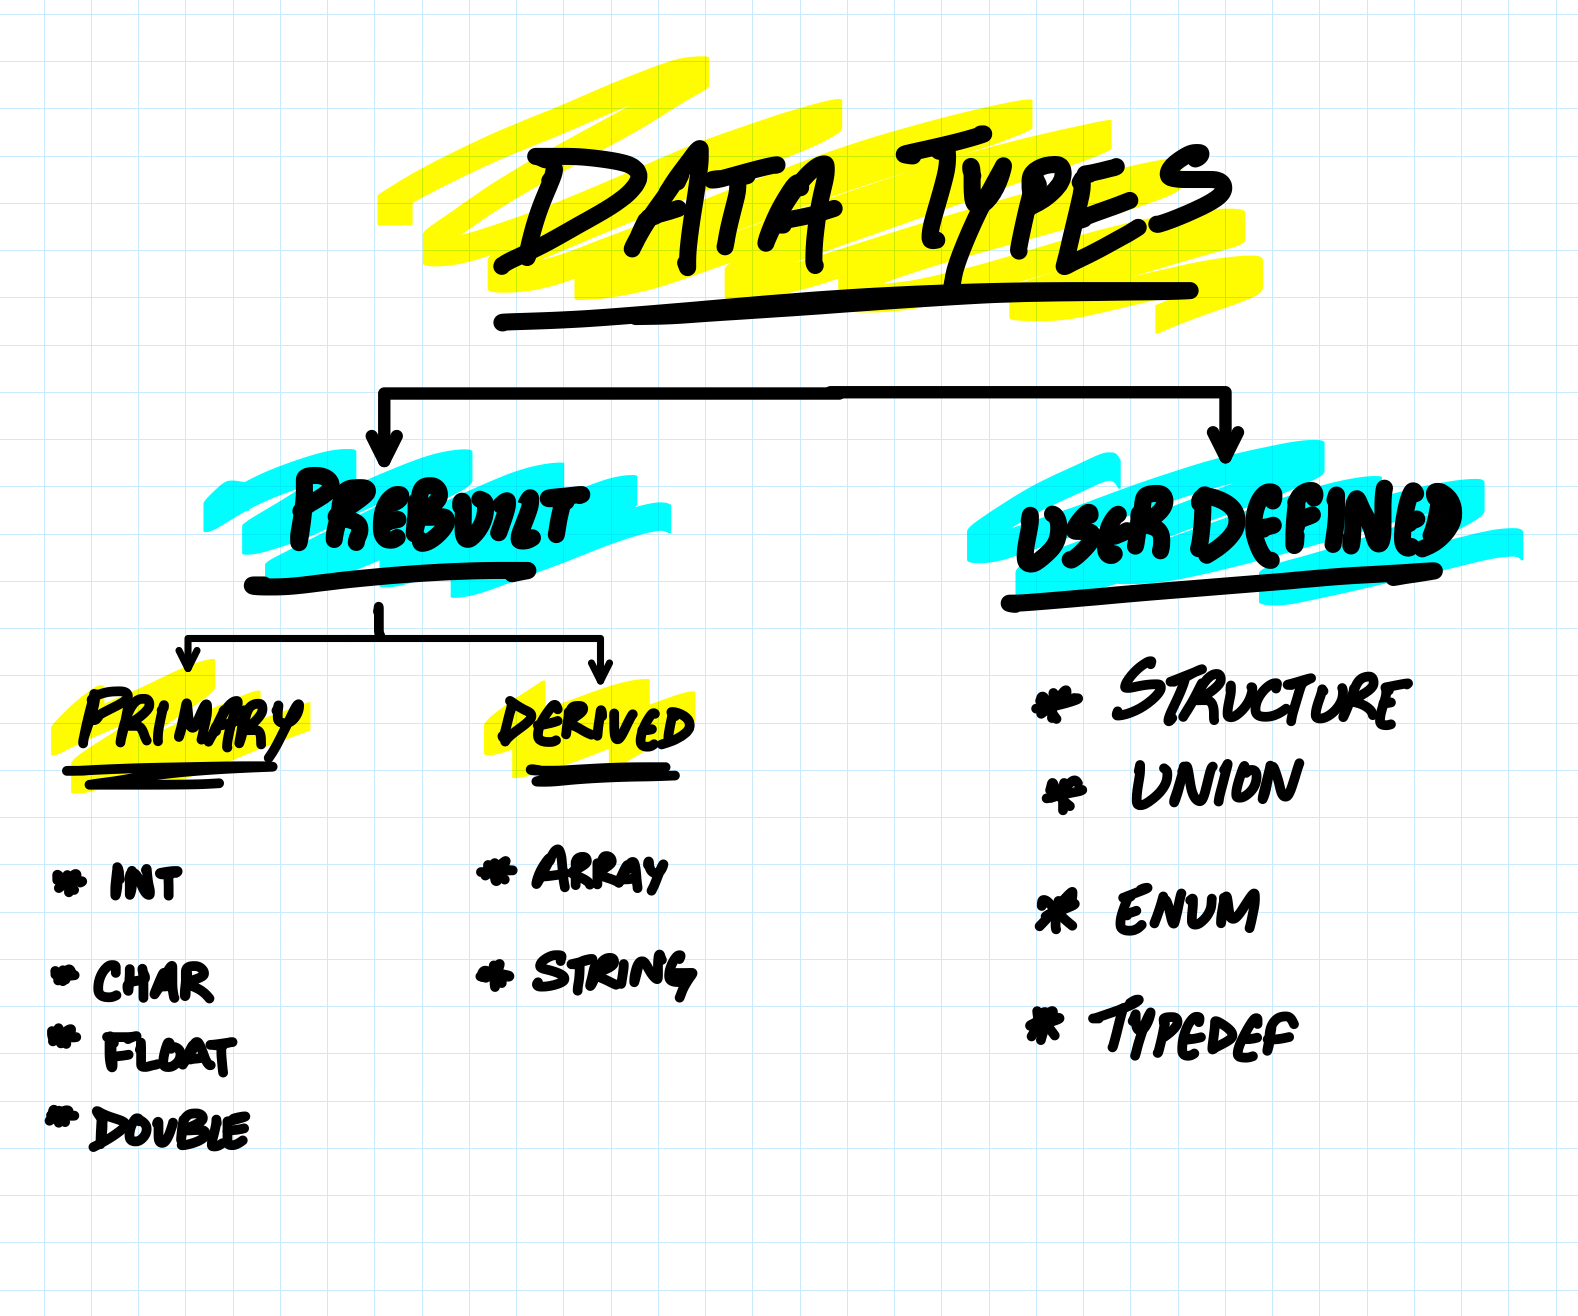 DATA TYPES
PREBUILT
USER DEFINED
PRIMARY
* INT
* CHAR
* FLOAT
* DOUBLE
DERIVED
* ARRAY
* STRING
* STRUCTURE
* UNION
* ENUM
* TYPEDEF